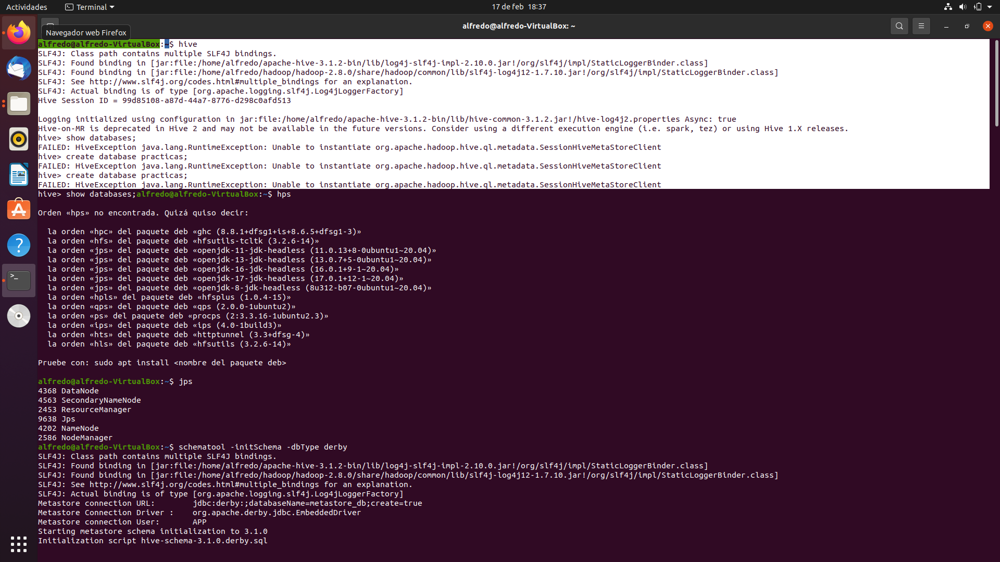 Actividades
Terminal
17 de feb 18:37
alfredo@alfredo-VirtualBox: ~
Navegador web Firefox
alfredo@alfredo-VirtualBox:~$ hive
SLF4J: Class path contains multiple SLF4J bindings.
SLF4J: Found binding in [jar:file:/home/alfredo/apache-hive-3.1.2-bin/lib/log4j-slf4j-impl-2.10.0.jar!/org/slf4j/impl/StaticLoggerBinder.class]
SLF4J: Found binding in [jar:file:/home/alfredo/hadoop/hadoop-2.8.0/share/hadoop/common/lib/slf4j-log4j12-1.7.10.jar!/org/slf4j/impl/StaticLoggerBinder.class]
SLF4J: See http://www.slf4j.org/codes.html#multiple_bindings for an explanation.
SLF4J: Actual binding is of type [org.apache.logging.slf4j.Log4jLoggerFactory]
Hive Session ID = 99d85108-a87d-44a7-8776-d298c0afd513
Logging initialized using configuration in jar:file:/home/alfredo/apache-hive-3.1.2-bin/lib/hive-common-3.1.2.jar!/hive-log4j2.properties Async: true
Hive-on-MR is deprecated in Hive 2 and may not be available in the future versions. Consider using a different execution engine (i.e. spark, tez) or using Hive 1.X releases.
hive> show databases;
FAILED: HiveException java.lang.RuntimeException: Unable to instantiate org.apache.hadoop.hive.ql.metadata.SessionHiveMetaStoreClient
hive> create database practicas;
FAILED: HiveException java.lang.RuntimeException: Unable to instantiate org.apache.hadoop.hive.ql.metadata.SessionHiveMetaStoreClient
hive> create database practicas;
FAILED: HiveException java.lang.RuntimeException: Unable to instantiate org.apache.hadoop.hive.ql.metadata.SessionHiveMetaStoreClient
hive> show databases;alfredo@alfredo-VirtualBox:~$ hps
Orden «hps» no encontrada. Quizá quiso decir:
la orden «hpc» del paquete deb «ghc (8.8.1+dfsg1+is+8.6.5+dfsg1-3)»
la orden «hfs» del paquete deb «hfsutils-tcltk (3.2.6-14)»
la orden «jps» del paquete deb «openjdk-11-jdk-headless (11.0.13+8-0ubuntu1~20.04)»
la orden «jps» del paquete deb «openjdk-13-jdk-headless (13.0.7+5-0ubuntu1~20.04)»
la orden «jps» del paquete deb «openjdk-16-jdk-headless (16.0.1+9-1~20.04)»
la orden «jps» del paquete deb «openjdk-17-jdk-headless (17.0.1+12-1~20.04)»
la orden «jps» del paquete deb «openjdk-8-jdk-headless (8u312-b07-0ubuntu1~20.04)»
la orden «hpls» del paquete deb «hfsplus (1.0.4-15)»
la orden «qps» del paquete deb «qps (2.0.0-1ubuntu2)»
la orden «ps» del paquete deb «procps (2:3.3.16-1ubuntu2.3)»
la orden «ips» del paquete deb «ips (4.0-1build3)»
la orden «hts» del paquete deb «httptunnel (3.3+dfsg-4)»
la orden «hls» del paquete deb «hfsutils (3.2.6-14)»
Pruebe con: sudo apt install <nombre del paquete deb>
alfredo@alfredo-VirtualBox:~$ jps
4368 DataNode
4563 SecondaryNameNode
2453 ResourceManager
9638 Jps
4202 NameNode
2586 NodeManager
alfredo@alfredo-VirtualBox:~$ schematool -initSchema -dbType derby
SLF4J: Class path contains multiple SLF4J bindings.
SLF4J: Found binding in [jar:file:/home/alfredo/apache-hive-3.1.2-bin/lib/log4j-slf4j-impl-2.10.0.jar!/org/slf4j/impl/StaticLoggerBinder.class]
SLF4J: Found binding in [jar:file:/home/alfredo/hadoop/hadoop-2.8.0/share/hadoop/common/lib/slf4j-log4j12-1.7.10.jar!/org/slf4j/impl/StaticLoggerBinder.class]
SLF4J: See http://www.slf4j.org/codes.html#multiple_bindings for an explanation.
SLF4J: Actual binding is of type [org.apache.logging.slf4j.Log4jLoggerFactory]
Metastore connection URL: jdbc:derby:;databaseName=metastore_db;create=true
Metastore Connection Driver : org.apache.derby.jdbc.EmbeddedDriver
Metastore connection User: APP
Starting metastore schema initialization to 3.1.0
Initialization script hive-schema-3.1.0.derby.sql